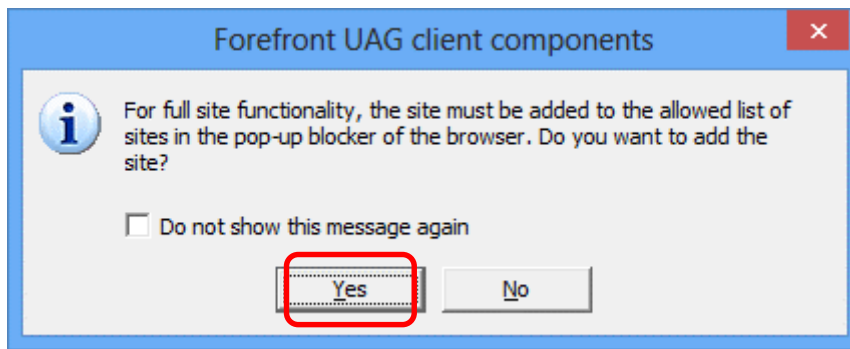 Forefront UAG client components
For full site functionality, the site must be added to the allowed list of
sites in the pop-up blocker of the browser. Do you want to add the
site?
Do not show this message again
Yes No